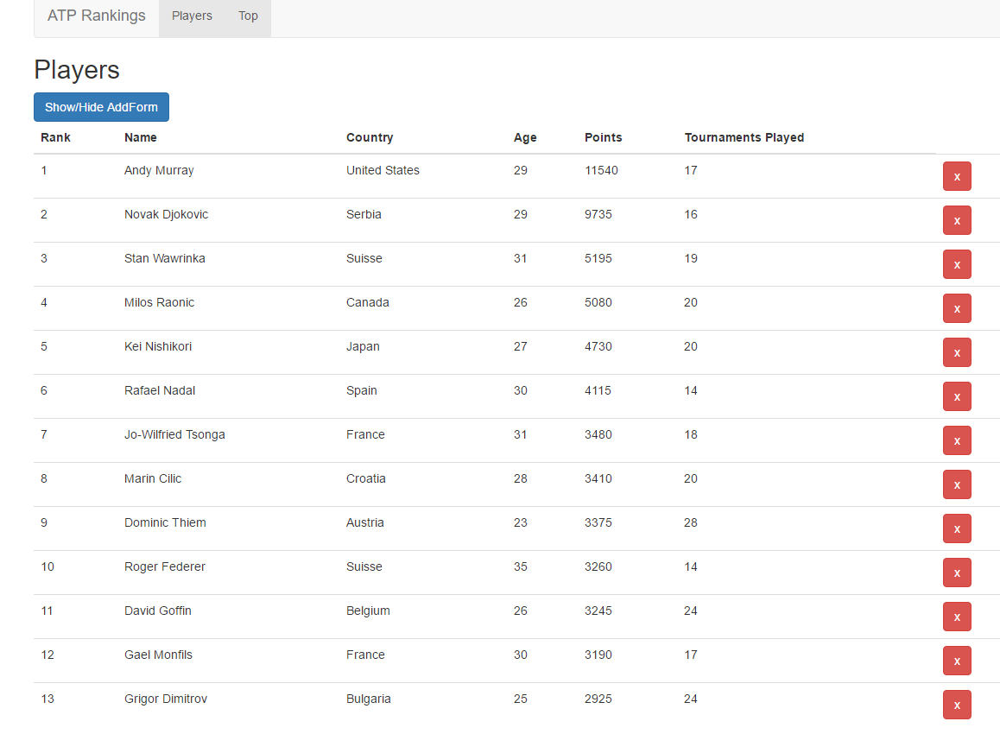 ATP Rankings Players Top
Players
Show/Hide AddForm
Rank Name Country Age Points Tournaments Played
1 Andy Murray United States 29 11540 17 x
2 Novak Djokovic Serbia 29 9735 16 x
3 Stan Wawrinka Suisse 31 5195 19 x
4 Milos Raonic Canada 26 5080 20 x
5 Kei Nishikori Japan 27 4730 20 x
6 Rafael Nadal Spain 30 4115 14 x
7 Jo-Wilfried Tsonga France 31 3480 18 x
8 Marin Cilic Croatia 28 3410 20 x
9 Dominic Thiem Austria 23 3375 28 x
10 Roger Federer Suisse 35 3260 14 x
11 David Goffin Belgium 26 3245 24 x
12 Gael Monfils France 30 3190 17 x
13 Grigor Dimitrov Bulgaria 25 2925 24 x